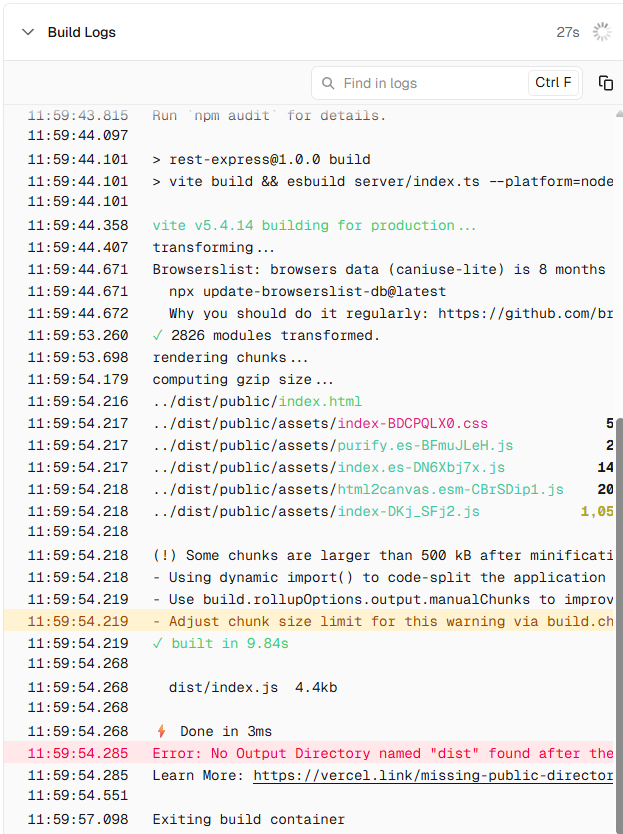 Build Logs 27s
Find in logs Ctrl F
11:59:43.815 Run `npm audit` for details.
11:59:44.097
11:59:44.101 > rest-express@1.0.0 build
11:59:44.101 > vite build && esbuild server/index.ts --platform=node
11:59:44.101
11:59:44.358 vite v5.4.14 building for production...
11:59:44.407 transforming...
11:59:44.671 Browserslist: browsers data (caniuse-lite) is 8 months
11:59:44.671 npx update-browserslist-db@latest
11:59:44.672 Why you should do it regularly: https://github.com/br
11:59:53.260 ✓ 2826 modules transformed.
11:59:53.698 rendering chunks...
11:59:54.179 computing gzip size...
11:59:54.216 ../dist/public/index.html
11:59:54.217 ../dist/public/assets/index-BDCPQLX0.css 5
11:59:54.217 ../dist/public/assets/purify.es-BFmuJLeH.js 2
11:59:54.217 ../dist/public/assets/index.es-DN6Xbj7x.js 14
11:59:54.218 ../dist/public/assets/html2canvas.esm-CBrSDip1.js 20
11:59:54.218 ../dist/public/assets/index-DKj_SFj2.js 1,05
11:59:54.218
11:59:54.218 (!) Some chunks are larger than 500 kB after minificati
11:59:54.218 - Using dynamic import() to code-split the application
11:59:54.219 - Use build.rollupOptions.output.manualChunks to improv
11:59:54.219 - Adjust chunk size limit for this warning via build.ch
11:59:54.219 ✓ built in 9.84s
11:59:54.268
11:59:54.268 dist/index.js 4.4kb
11:59:54.268
11:59:54.268 ⚡ Done in 3ms
11:59:54.285 Error: No Output Directory named "dist" found after the
11:59:54.285 Learn More: https://vercel.link/missing-public-director
11:59:54.551
11:59:57.098 Exiting build container